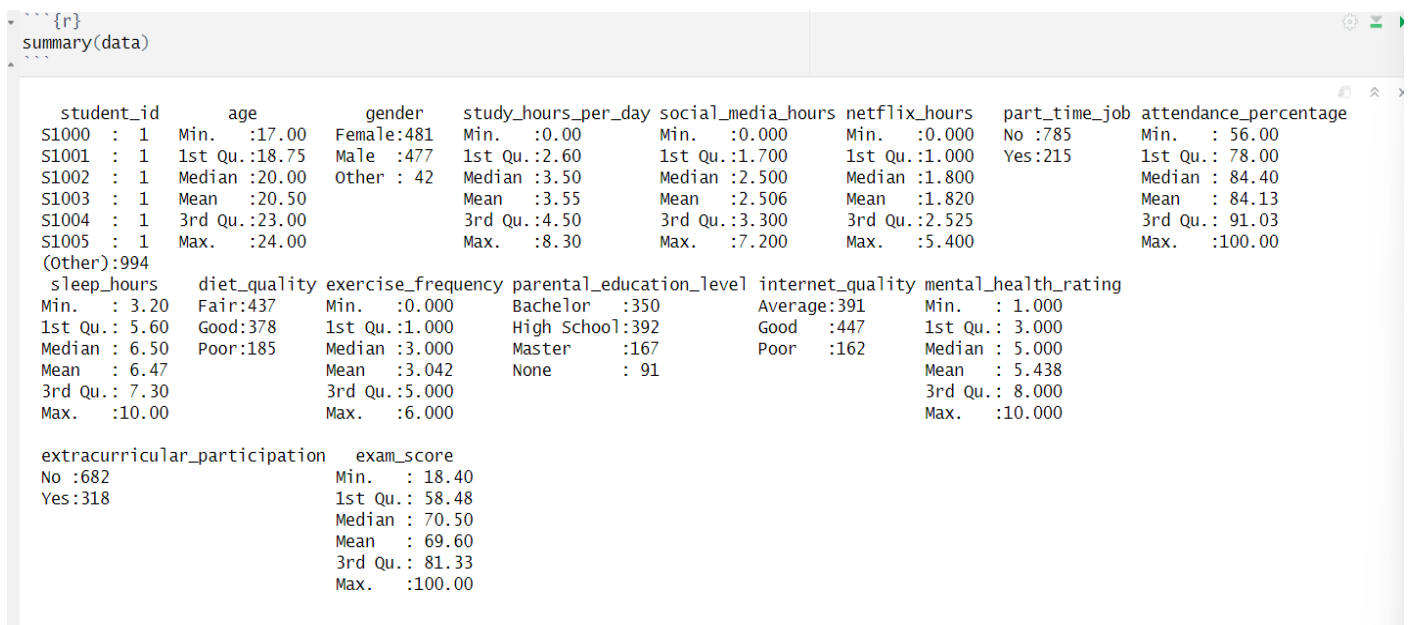 ```{r}
summary(data)
```
student_id age gender study_hours_per_day social_media_hours netflix_hours part_time_job attendance_percentage
S1000 : 1 Min. :17.00 Female:481 Min. :0.00 Min. :0.000 Min. :0.000 No :785 Min. : 56.00
S1001 : 1 1st Qu.:18.75 Male :477 1st Qu.:2.60 1st Qu.:1.700 1st Qu.:1.000 Yes:215 1st Qu.: 78.00
S1002 : 1 Median :20.00 Other : 42 Median :3.50 Median :2.500 Median :1.800 Median : 84.40
S1003 : 1 Mean :20.50 Mean :3.55 Mean :2.506 Mean :1.820 Mean : 84.13
S1004 : 1 3rd Qu.:23.00 3rd Qu.:4.50 3rd Qu.:3.300 3rd Qu.:2.525 3rd Qu.: 91.03
S1005 : 1 Max. :24.00 Max. :8.30 Max. :7.200 Max. :5.400 Max. :100.00
(Other):994
sleep_hours diet_quality exercise_frequency parental_education_level internet_quality mental_health_rating
Min. : 3.20 Fair:437 Min. :0.000 Bachelor :350 Average:391 Min. : 1.000
1st Qu.: 5.60 Good:378 1st Qu.:1.000 High School:392 Good :447 1st Qu.: 3.000
Median : 6.50 Poor:185 Median :3.000 Master :167 Poor :162 Median : 5.000
Mean : 6.47 Mean :3.042 None : 91 Mean : 5.438
3rd Qu.: 7.30 3rd Qu.:5.000 3rd Qu.: 8.000
Max. :10.00 Max. :6.000 Max. :10.000
extracurricular_participation exam_score
No :682 Min. : 18.40
Yes:318 1st Qu.: 58.48
Median : 70.50
Mean : 69.60
3rd Qu.: 81.33
Max. :100.00